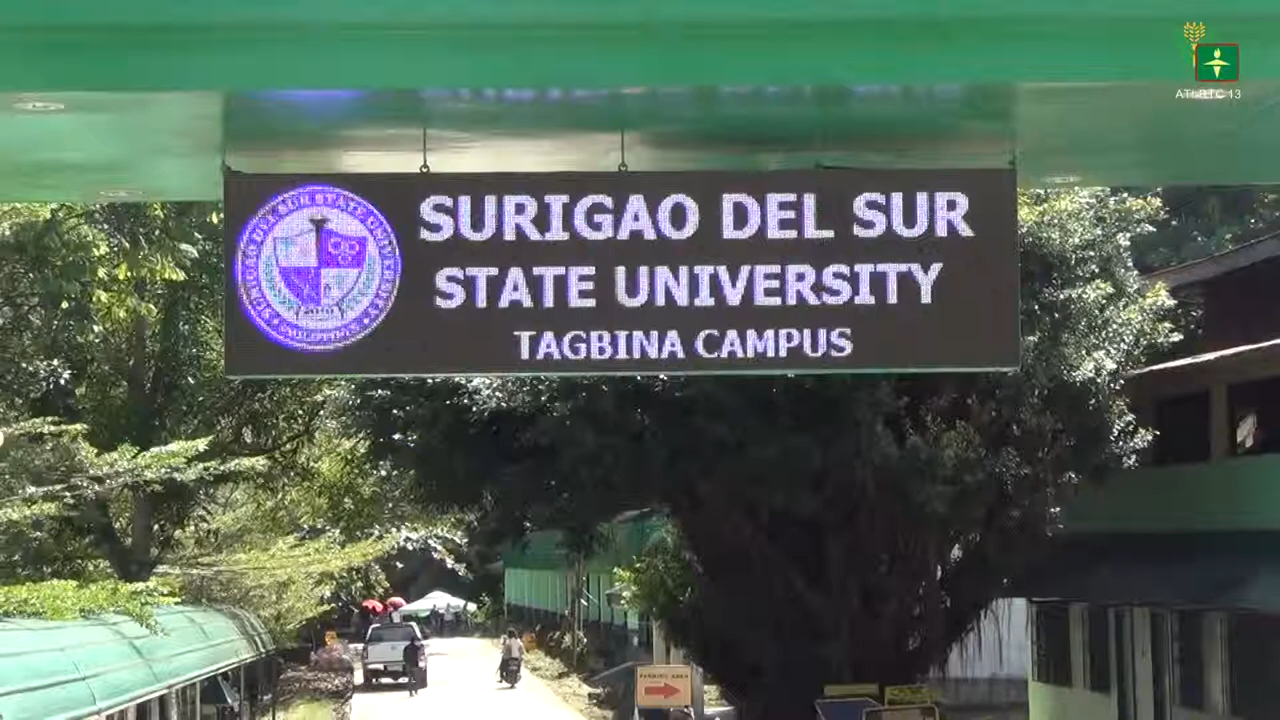 ATI-RTC 13
SURIGAO DEL SUR
STATE UNIVERSITY
TAGBINA CAMPUS
PARKING AREA